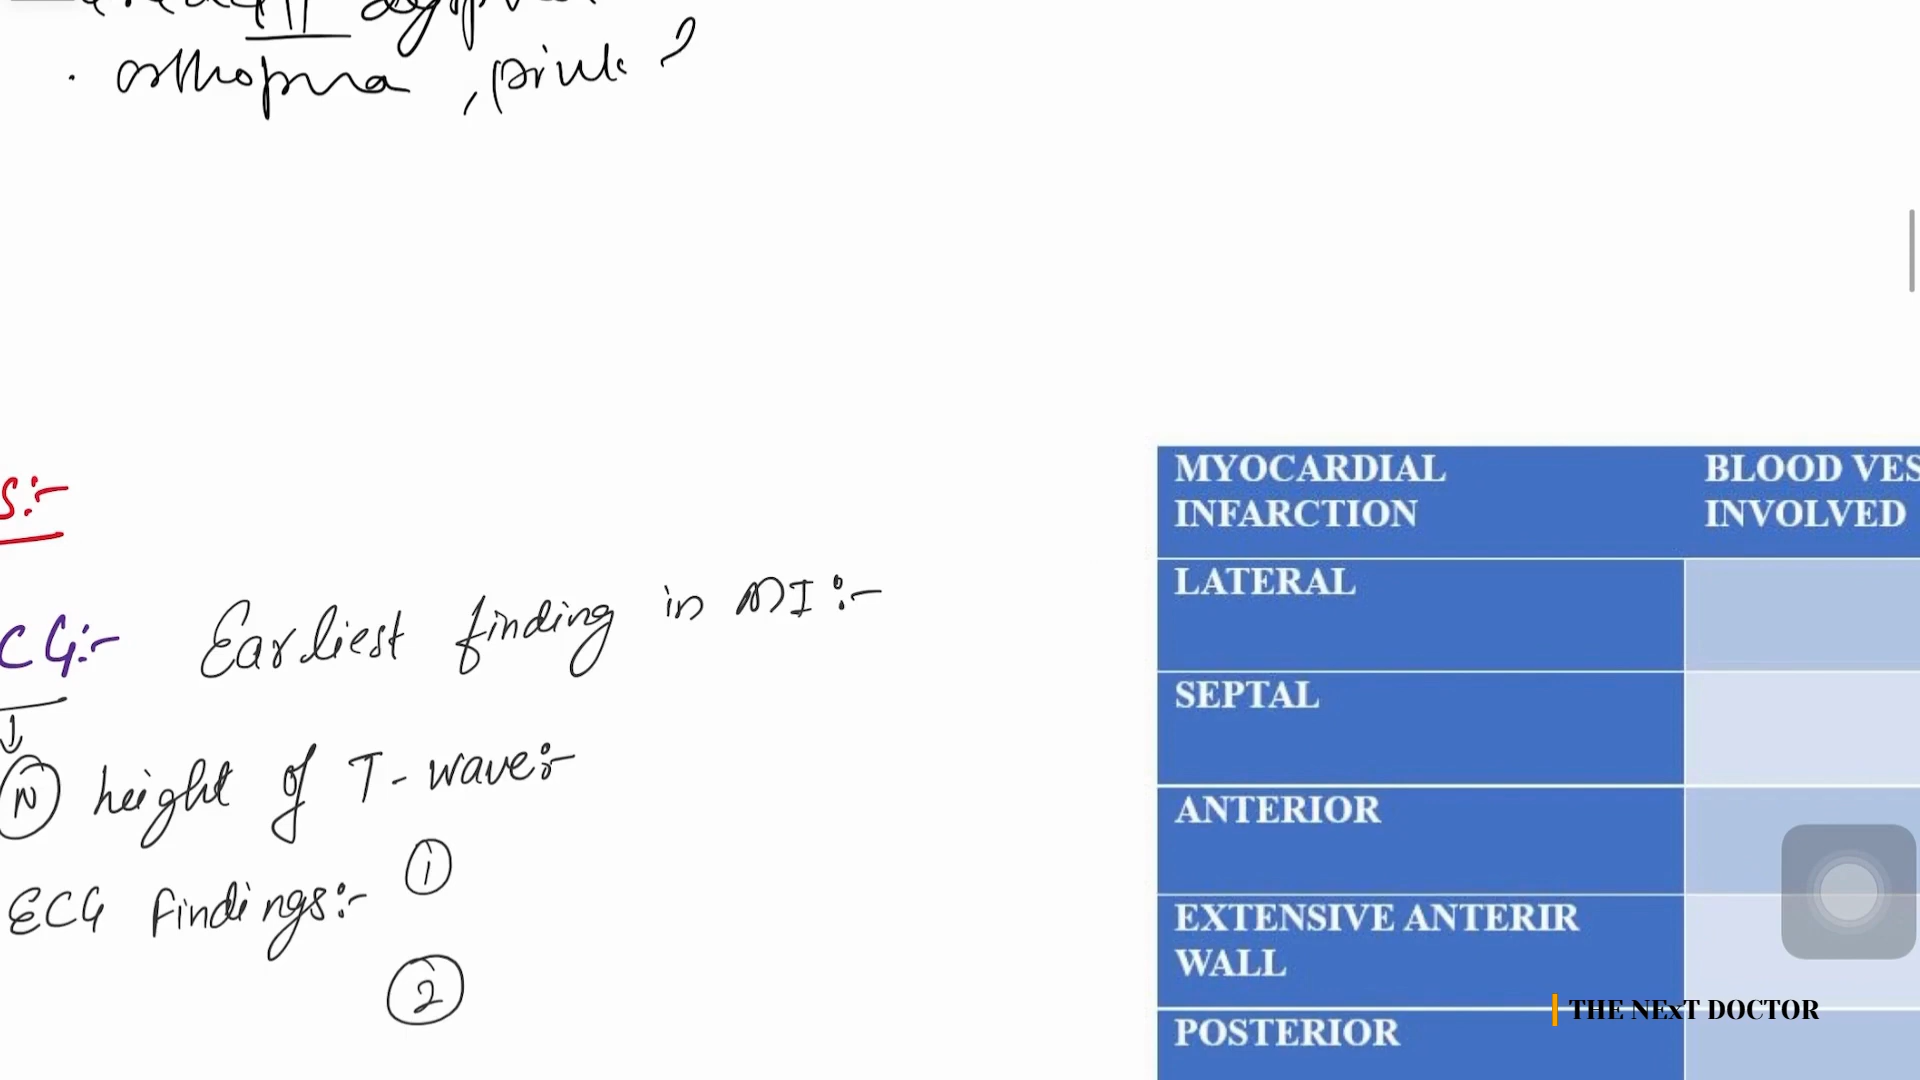 · orthopnea, pink
S:-
CG:- Earliest finding in MI:-
N height of T-wave:-
ECG findings:- 1
2
MYOCARDIAL INFARCTION
BLOOD VES
INVOLVED
LATERAL
SEPTAL
ANTERIOR
EXTENSIVE ANTERIR
WALL
POSTERIOR
THE NExT DOCTOR